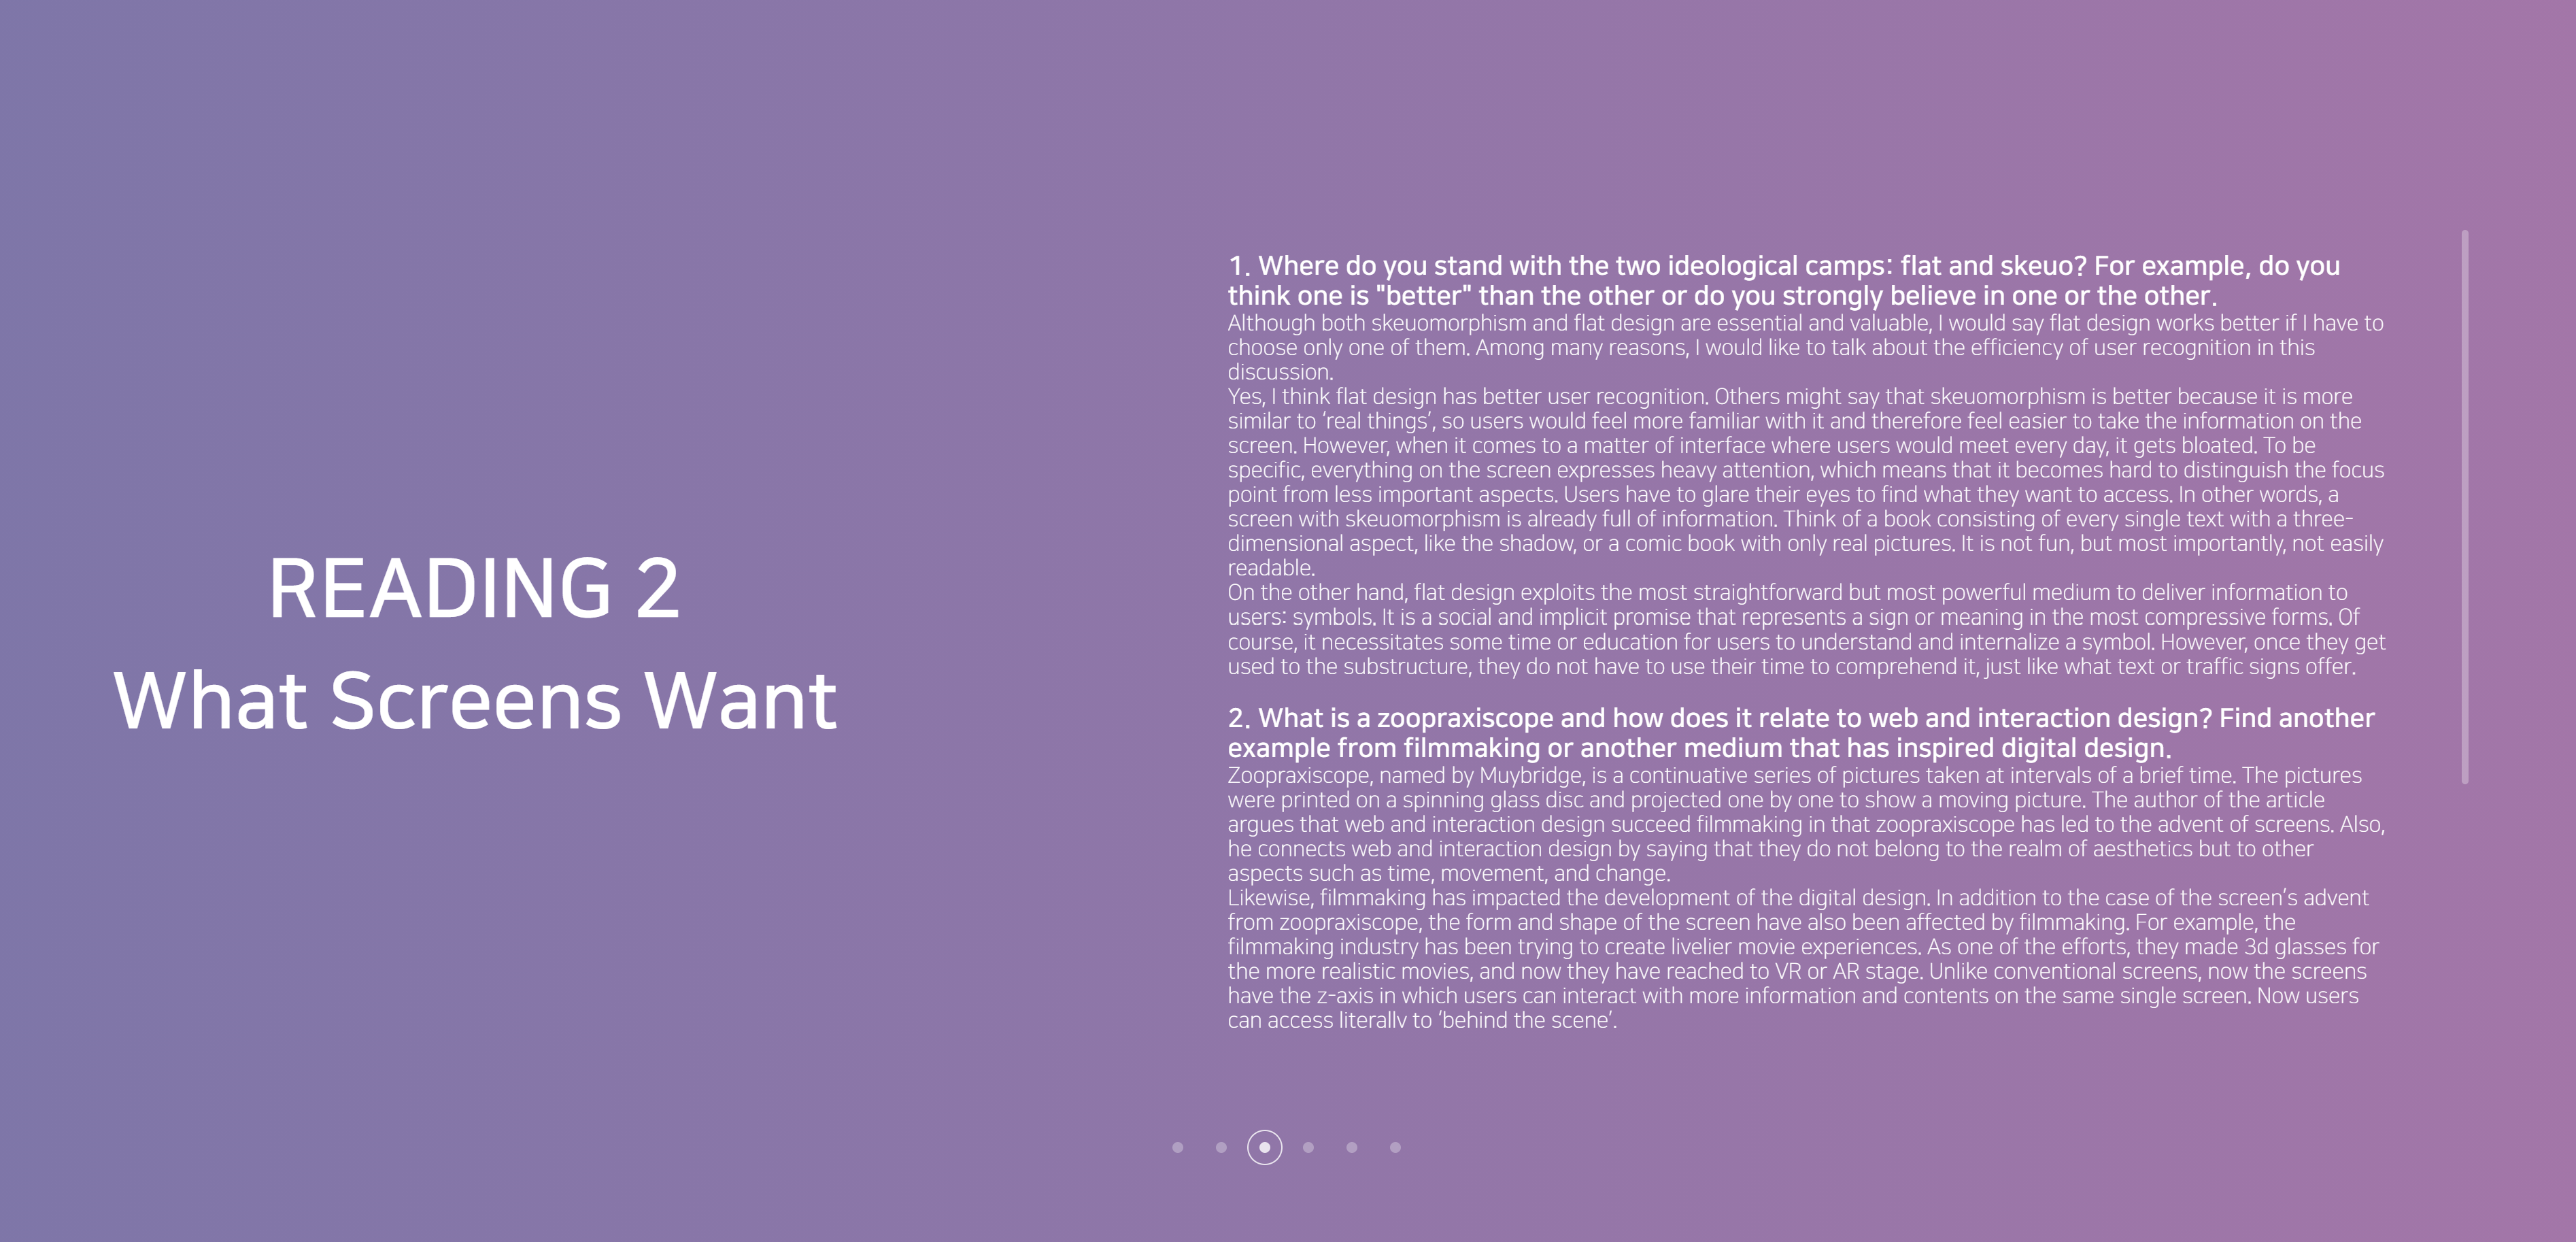 READING 2
What Screens Want
1. Where do you stand with the two ideological camps: flat and skeuo? For example, do you
think one is "better" than the other or do you strongly believe in one or the other.
Although both skeuomorphism and flat design are essential and valuable, I would say flat design works better if I have to
choose only one of them. Among many reasons, I would like to talk about the efficiency of user recognition in this
discussion.
Yes, I think flat design has better user recognition. Others might say that skeuomorphism is better because it is more
similar to ‘real things’, so users would feel more familiar with it and therefore feel easier to take the information on the
screen. However, when it comes to a matter of interface where users would meet every day, it gets bloated. To be
specific, everything on the screen expresses heavy attention, which means that it becomes hard to distinguish the focus
point from less important aspects. Users have to glare their eyes to find what they want to access. In other words, a
screen with skeuomorphism is already full of information. Think of a book consisting of every single text with a three-
dimensional aspect, like the shadow, or a comic book with only real pictures. It is not fun, but most importantly, not easily
readable.
On the other hand, flat design exploits the most straightforward but most powerful medium to deliver information to
users: symbols. It is a social and implicit promise that represents a sign or meaning in the most compressive forms. Of
course, it necessitates some time or education for users to understand and internalize a symbol. However, once they get
used to the substructure, they do not have to use their time to comprehend it, just like what text or traffic signs offer.
2. What is a zoopraxiscope and how does it relate to web and interaction design? Find another
example from filmmaking or another medium that has inspired digital design.
Zoopraxiscope, named by Muybridge, is a continuative series of pictures taken at intervals of a brief time. The pictures
were printed on a spinning glass disc and projected one by one to show a moving picture. The author of the article
argues that web and interaction design succeed filmmaking in that zoopraxiscope has led to the advent of screens. Also,
he connects web and interaction design by saying that they do not belong to the realm of aesthetics but to other
aspects such as time, movement, and change.
Likewise, filmmaking has impacted the development of the digital design. In addition to the case of the screen’s advent
from zoopraxiscope, the form and shape of the screen have also been affected by filmmaking. For example, the
filmmaking industry has been trying to create livelier movie experiences. As one of the efforts, they made 3d glasses for
the more realistic movies, and now they have reached to VR or AR stage. Unlike conventional screens, now the screens
have the z-axis in which users can interact with more information and contents on the same single screen. Now users
can access literally to ‘behind the scene’.